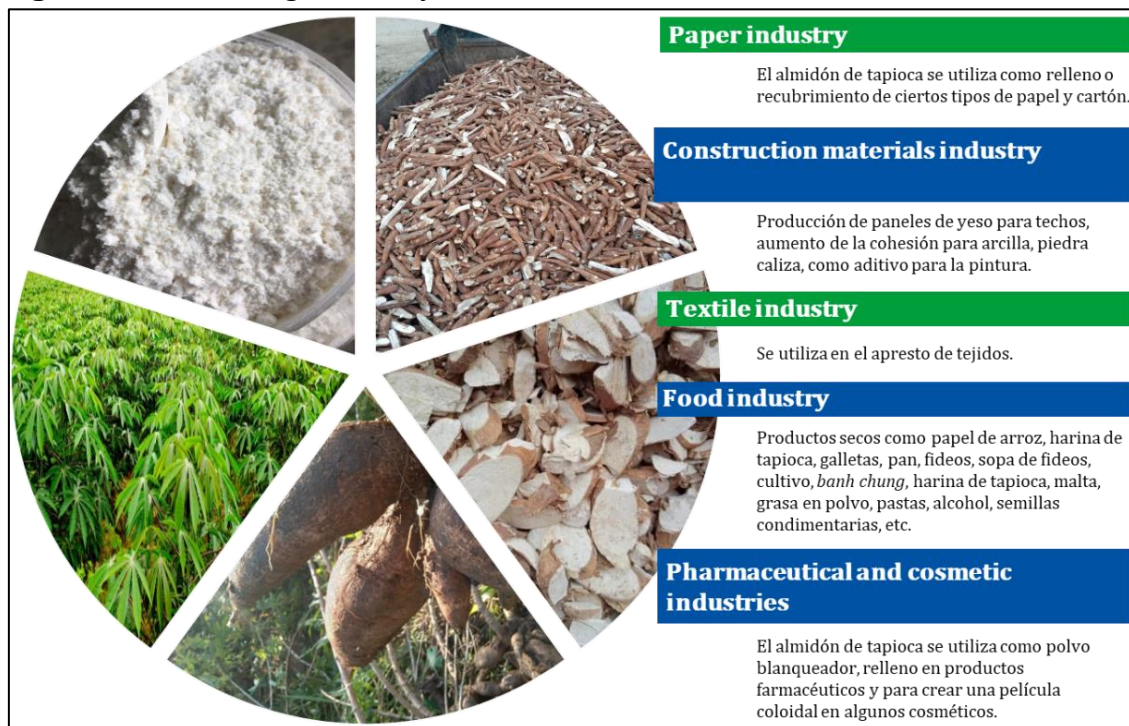 Paper industry
El almidón de tapioca se utiliza como relleno o
recubrimiento de ciertos tipos de papel y cartón.
Construction materials industry
Producción de paneles de yeso para techos,
aumento de la cohesión para arcilla, piedra
caliza, como aditivo para la pintura.
Textile industry
Se utiliza en el apresto de tejidos.
Food industry
Productos secos como papel de arroz, harina de
tapioca, galletas, pan, fideos, sopa de fideos,
cultivo, banh chung, harina de tapioca, malta,
grasa en polvo, pastas, alcohol, semillas
condimentarias, etc.
Pharmaceutical and cosmetic
industries
El almidón de tapioca se utiliza como polvo
blanqueador, relleno en productos
farmacéuticos y para crear una película
coloidal en algunos cosméticos.